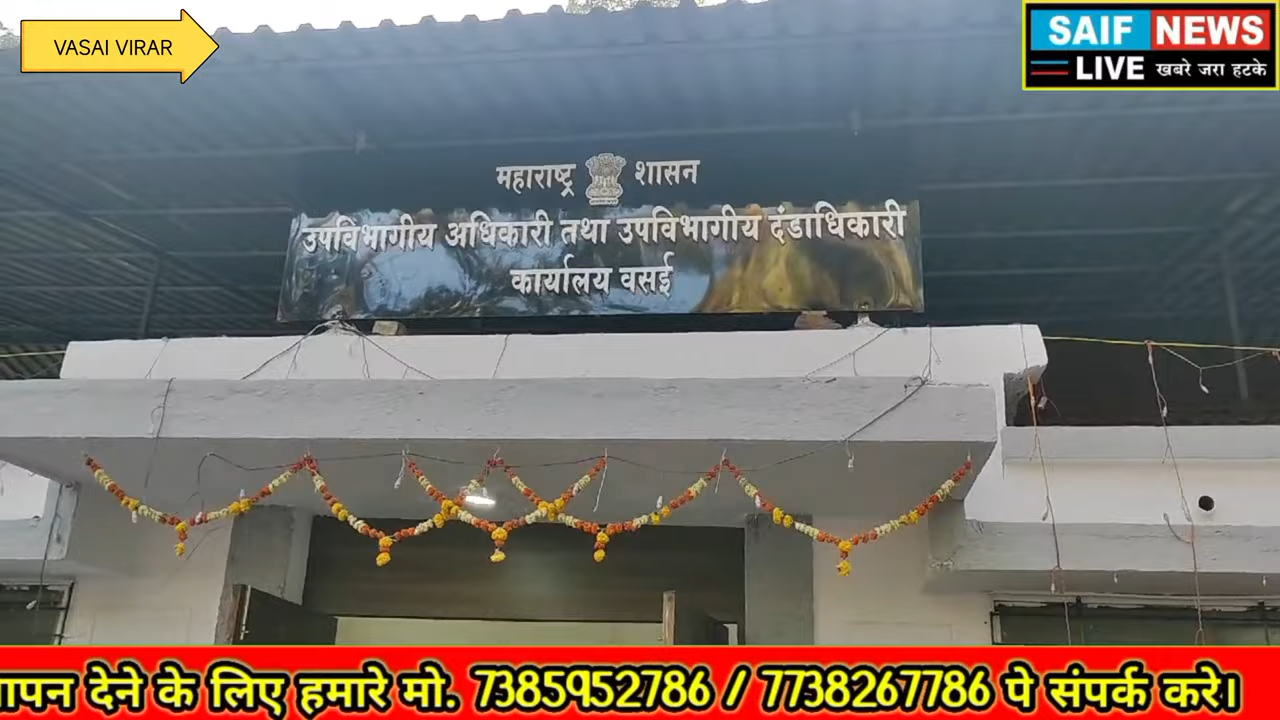 VASAI VIRAR
SAIF NEWS
LIVE खबरे जरा हटके
महाराष्ट्र शासन
उपविभागीय अधिकारी तथा उपविभागीय दंडाधिकारी
कार्यालय वसई
देने के लिए हमारे मो. 7385952786 / 7738267786 पे संपर्क करे।